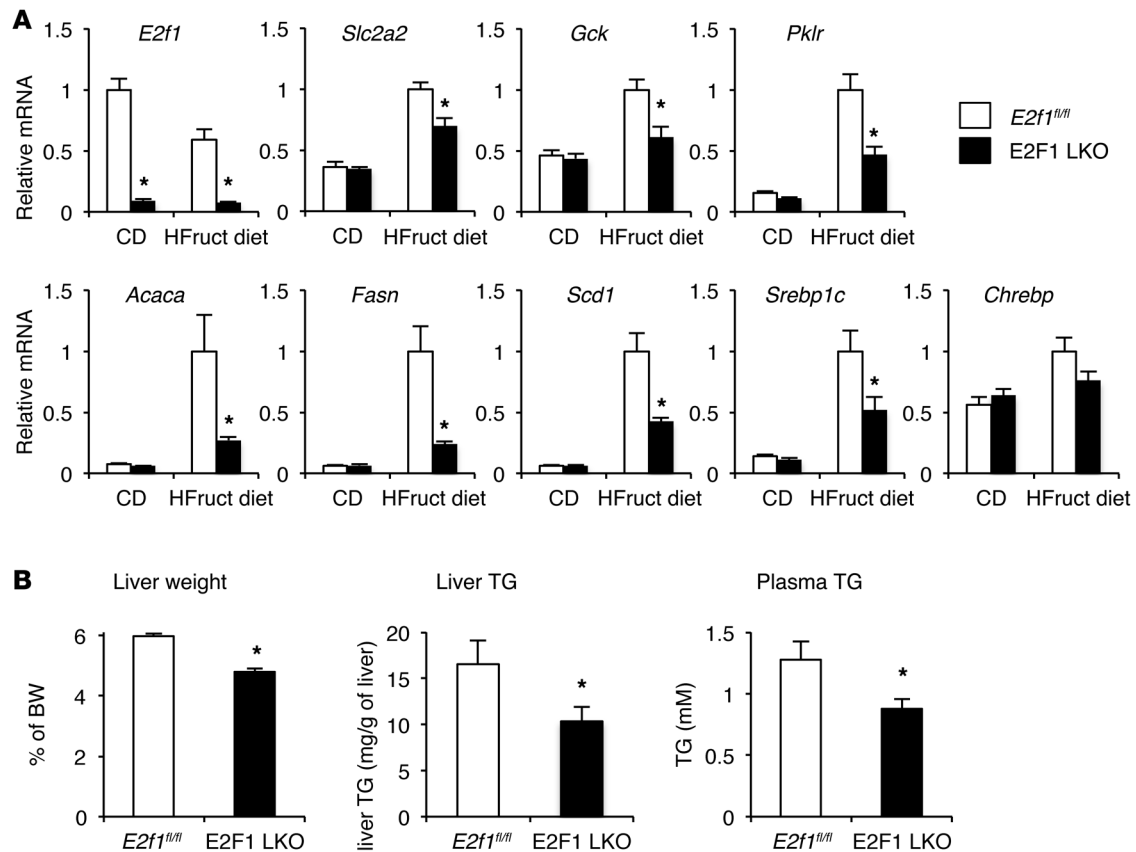 A
E2f1
Slc2a2
Gck
Pklr
Relative mRNA
1.5
1
0.5
0
CD
HFruct diet
1.5
1
0.5
0
CD
HFruct diet
1.5
1
0.5
0
CD
HFruct diet
1.5
1
0.5
0
CD
HFruct diet
*
*
*
*
*
E2f1fl/fl
E2F1 LKO
Acaca
Fasn
Scd1
Srebp1c
Chrebp
Relative mRNA
1.5
1
0.5
0
CD
HFruct diet
1.5
1
0.5
0
CD
HFruct diet
1.5
1
0.5
0
CD
HFruct diet
1.5
1
0.5
0
CD
HFruct diet
1.5
1
0.5
0
CD
HFruct diet
*
*
*
*
B
Liver weight
% of BW
6
4
2
0
*
E2f1fl/fl
E2F1 LKO
Liver TG
liver TG (mg/g of liver)
20
15
10
5
0
*
E2f1fl/fl
E2F1 LKO
Plasma TG
TG (mM)
1.5
1
0.5
0
*
E2f1fl/fl
E2F1 LKO